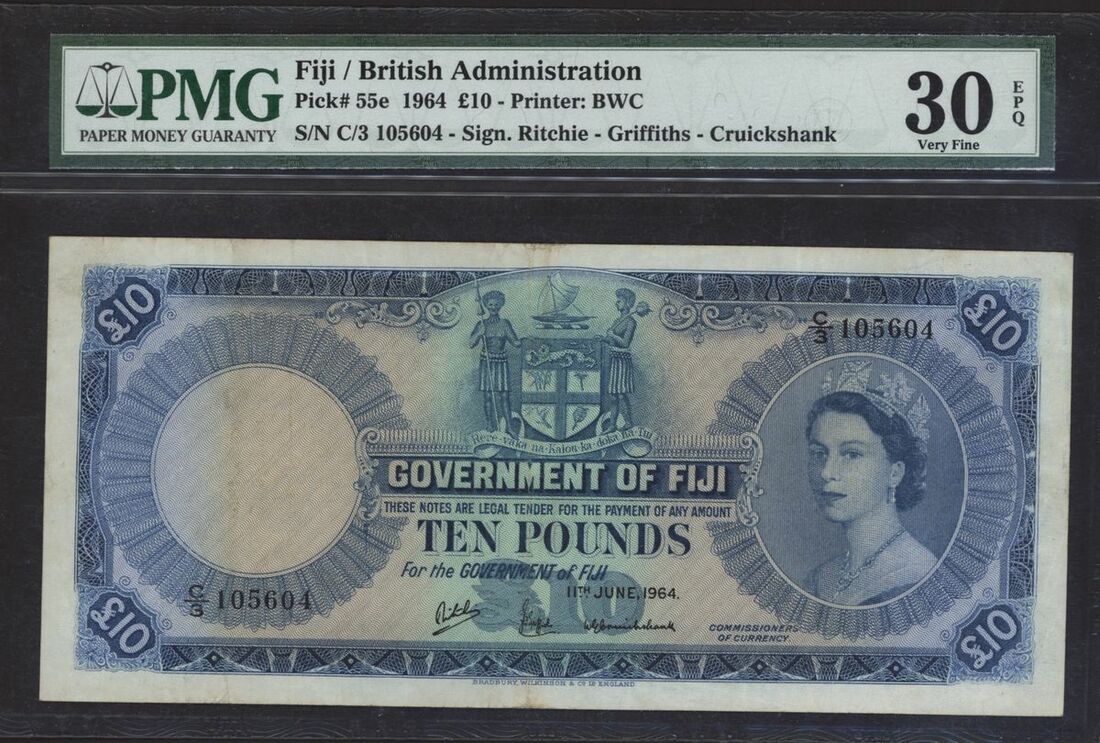 PMG
PAPER MONEY GUARANTY
Fiji / British Administration
Pick# 55e 1964 £10 - Printer: BWC
S/N C/3 105604 - Sign. Ritchie - Griffiths - Cruickshank
30
EPQ
Very Fine
£10
£10
C/3 105604
Rere·vaka·na·Kalou·ka·doka·na·Tui
GOVERNMENT OF FIJI
THESE NOTES ARE LEGAL TENDER FOR THE PAYMENT OF ANY AMOUNT
TEN POUNDS
For the GOVERNMENT of FIJI
£10
11TH JUNE, 1964.
C/3 105604
COMMISSIONERS
OF CURRENCY.
£10
£10
BRADBURY, WILKINSON & Co. Ld. ENGLAND